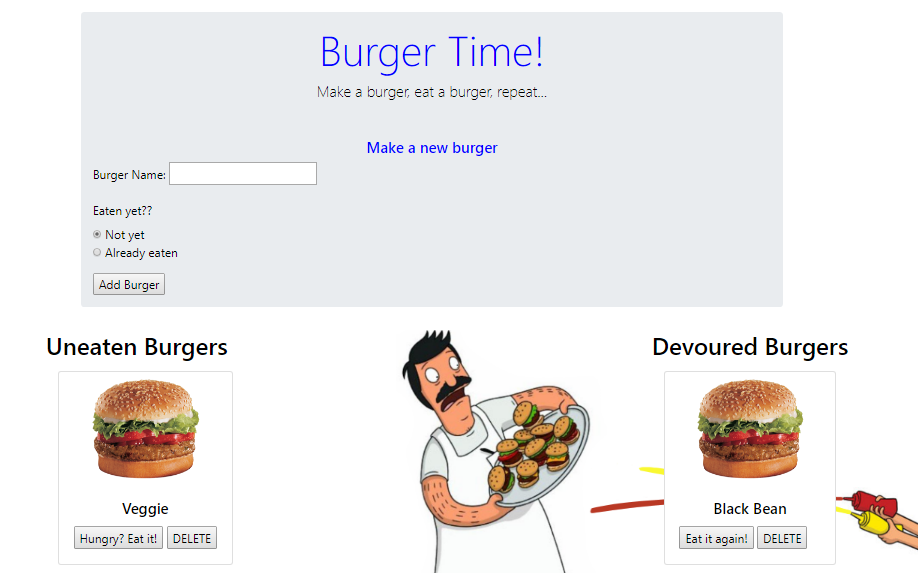 Burger Time!
Make a burger, eat a burger, repeat...
Make a new burger
Burger Name:
Eaten yet??
Not yet
Already eaten
Add Burger
Uneaten Burgers
Veggie
Hungry? Eat it! DELETE
Devoured Burgers
Black Bean
Eat it again! DELETE